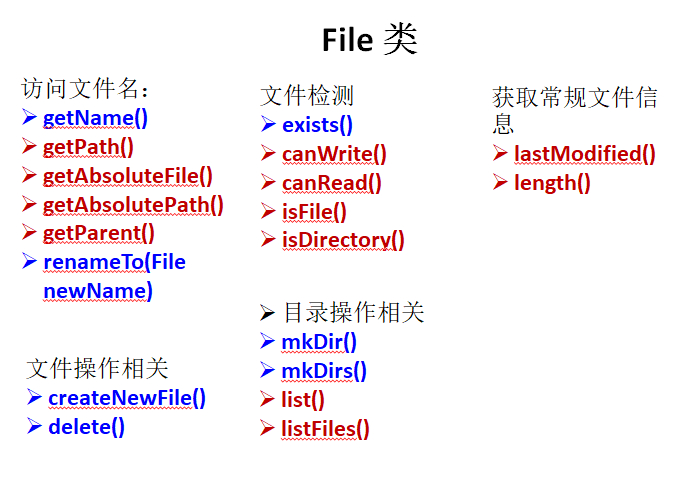 File 类
访问文件名：
getName()
getPath()
getAbsoluteFile()
getAbsolutePath()
getParent()
renameTo(File
newName)
文件检测
exists()
canWrite()
canRead()
isFile()
isDirectory()
获取常规文件信
息
lastModified()
length()
文件操作相关
createNewFile()
delete()
目录操作相关
mkDir()
mkDirs()
list()
listFiles()